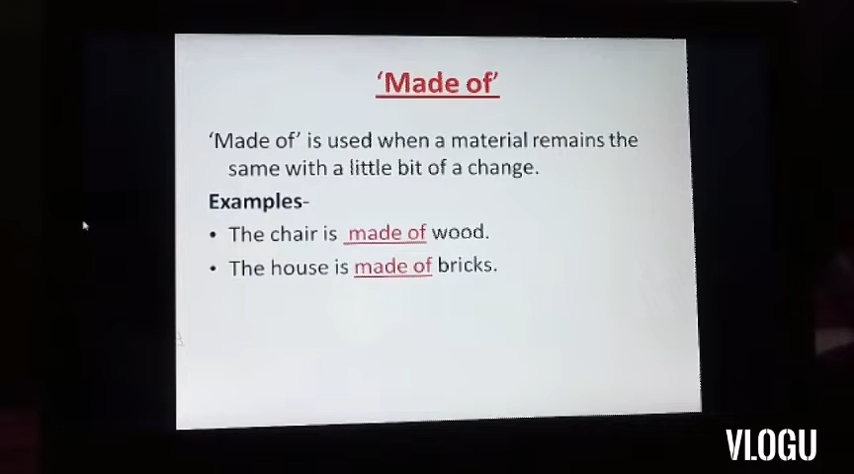 ‘Made of’
‘Made of’ is used when a material remains the
same with a little bit of a change.
Examples-
• The chair is made of wood.
• The house is made of bricks.
VLOGU